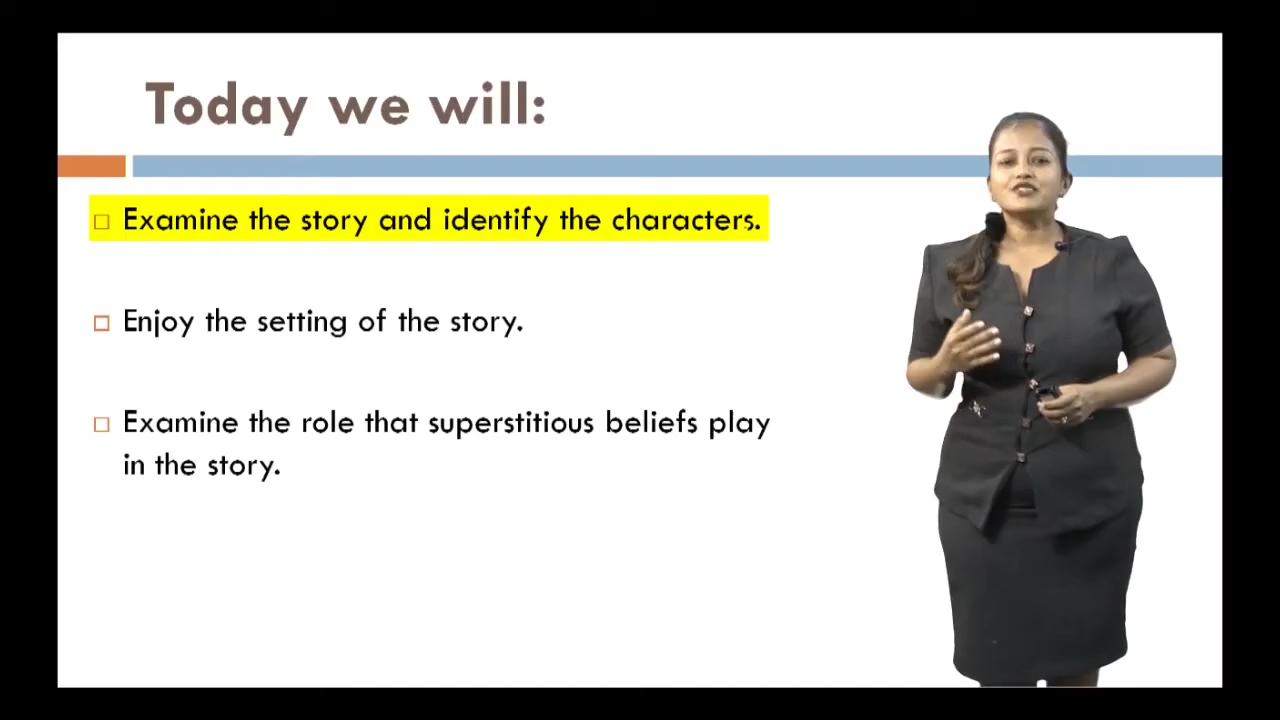 Today we will:
Examine the story and identify the characters.
Enjoy the setting of the story.
Examine the role that superstitious beliefs play
in the story.